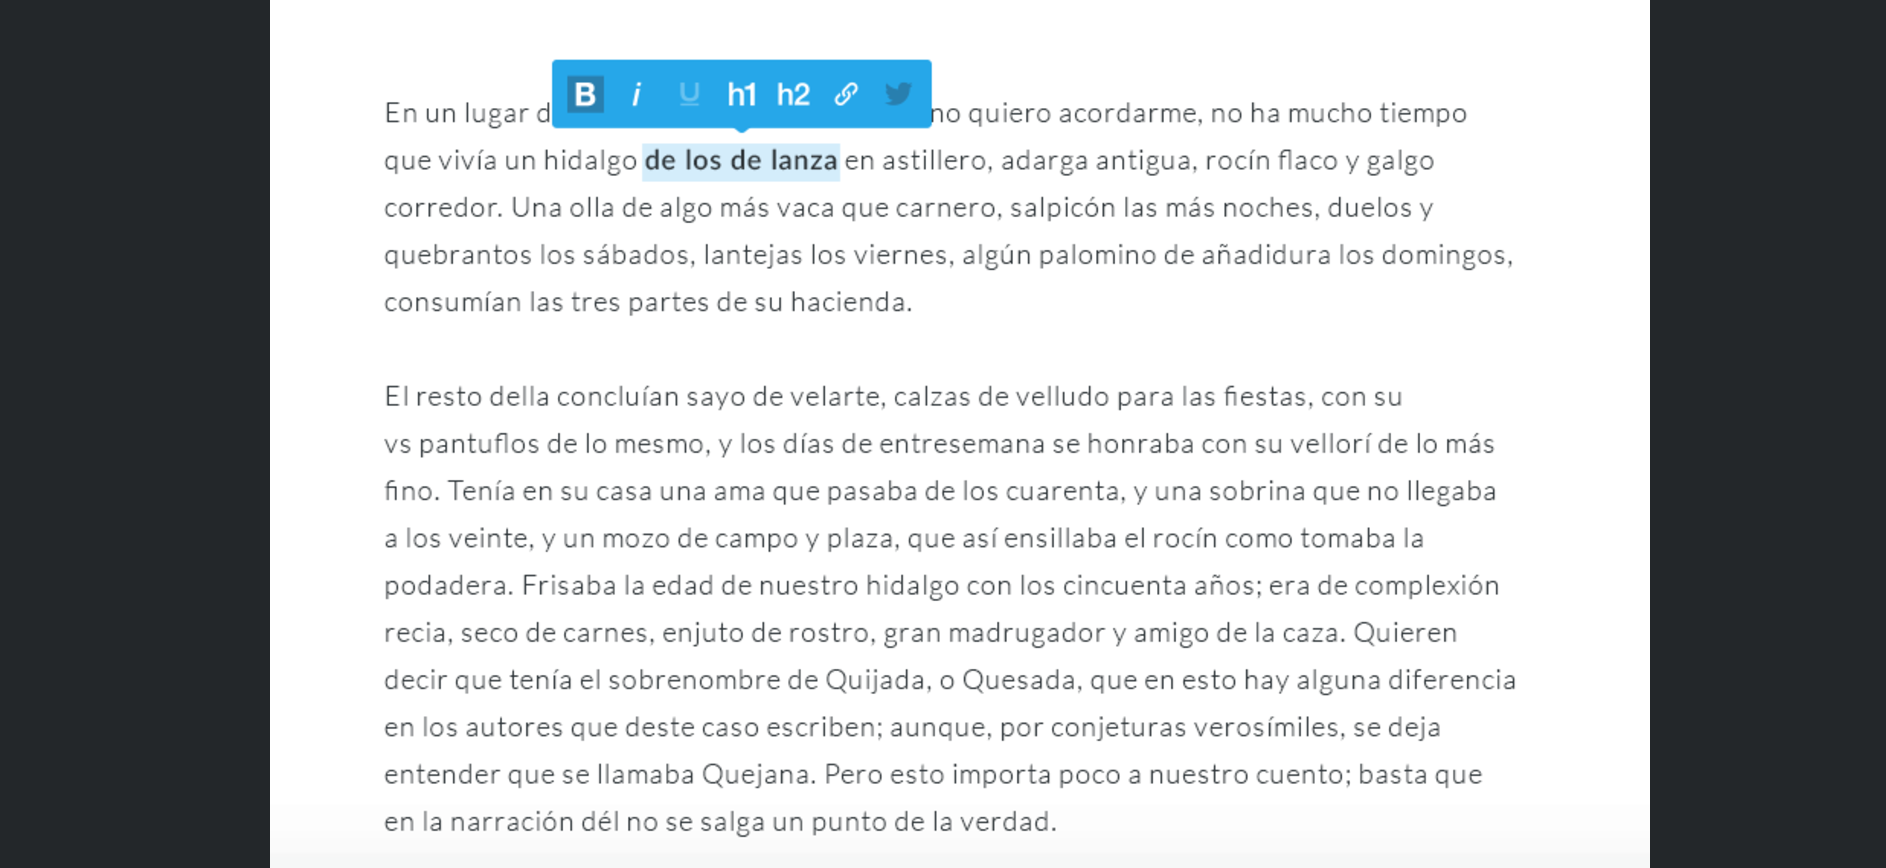 B i U h1 h2
En un lugar d no quiero acordarme, no ha mucho tiempo
que vivía un hidalgo de los de lanza en astillero, adarga antigua, rocín flaco y galgo
corredor. Una olla de algo más vaca que carnero, salpicón las más noches, duelos y
quebrantos los sábados, lantejas los viernes, algún palomino de añadidura los domingos,
consumían las tres partes de su hacienda.
El resto della concluían sayo de velarte, calzas de velludo para las fiestas, con su
vs pantuflos de lo mesmo, y los días de entresemana se honraba con su vellorí de lo más
fino. Tenía en su casa una ama que pasaba de los cuarenta, y una sobrina que no llegaba
a los veinte, y un mozo de campo y plaza, que así ensillaba el rocín como tomaba la
podadera. Frisaba la edad de nuestro hidalgo con los cincuenta años; era de complexión
recia, seco de carnes, enjuto de rostro, gran madrugador y amigo de la caza. Quieren
decir que tenía el sobrenombre de Quijada, o Quesada, que en esto hay alguna diferencia
en los autores que deste caso escriben; aunque, por conjeturas verosímiles, se deja
entender que se llamaba Quejana. Pero esto importa poco a nuestro cuento; basta que
en la narración dél no se salga un punto de la verdad.